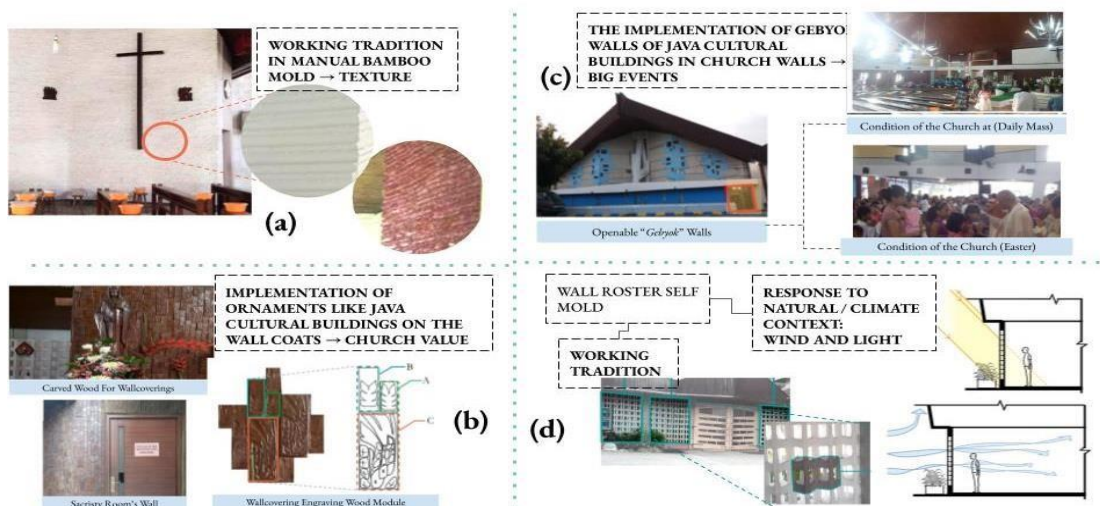 WORKING TRADITION
IN MANUAL BAMBOO
MOLD → TEXTURE
(a)
THE IMPLEMENTATION OF GEBYO
WALLS OF JAVA CULTURAL
BUILDINGS IN CHURCH WALLS →
BIG EVENTS
(c)
Condition of the Church at (Daily Mass)
Openable "Gebyok" Walls
Condition of the Church (Easter)
IMPLEMENTATION OF
ORNAMENTS LIKE JAVA
CULTURAL BUILDINGS ON THE
WALL COATS → CHURCH VALUE
Carved Wood For Wallcoverings
B
A
C
(b)
Sacristy Room's Wall
Wallcovering Engraving Wood Module
WALL ROSTER SELF
MOLD
WORKING
TRADITION
RESPONSE TO
NATURAL / CLIMATE
CONTEXT:
WIND AND LIGHT
(d)